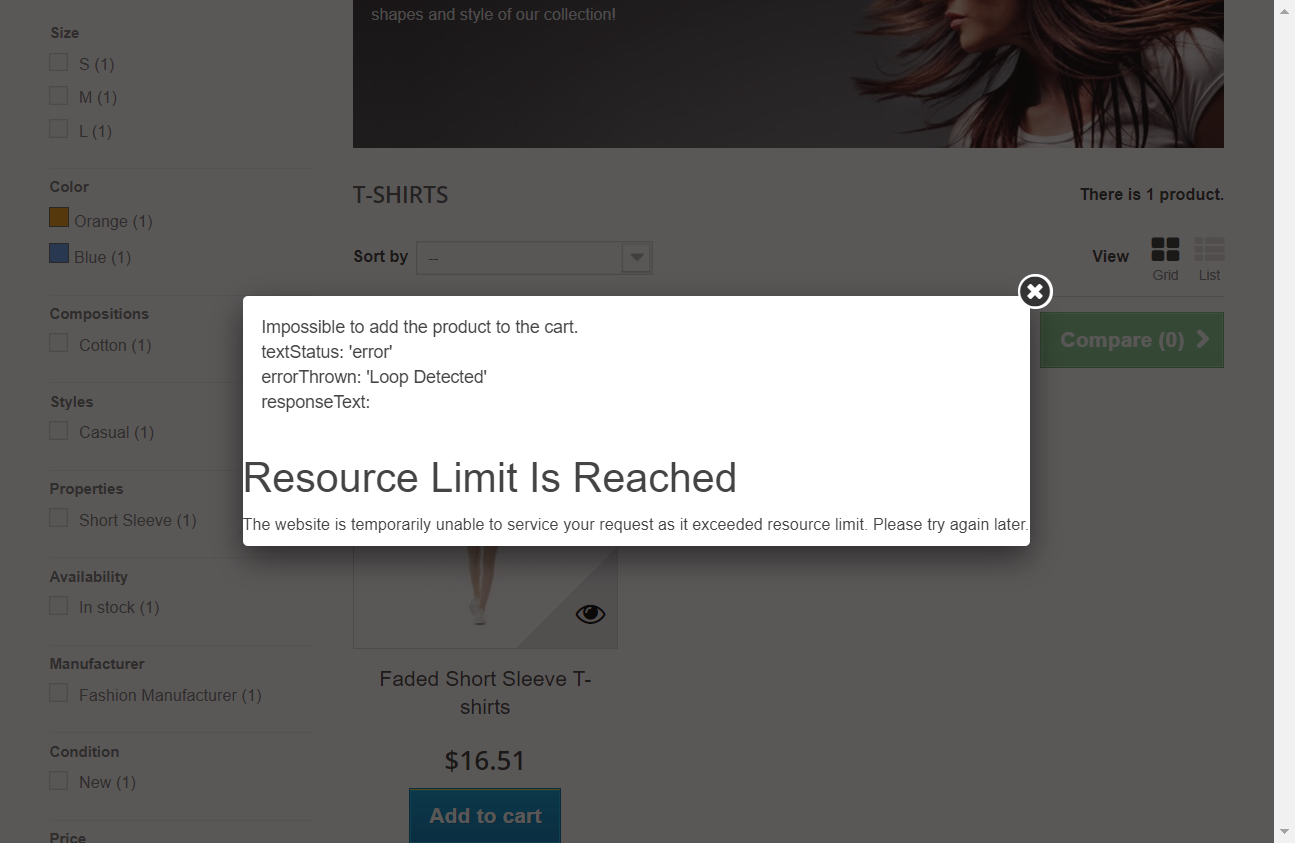 shapes and style of our collection!
Size
S (1)
M (1)
L (1)
Color
Orange (1)
Blue (1)
Compositions
Cotton (1)
Styles
Casual (1)
Properties
Short Sleeve (1)
Availability
In stock (1)
Manufacturer
Fashion Manufacturer (1)
Condition
New (1)
Price
T-SHIRTS
There is 1 product.
Sort by
--
View
Grid
List
Compare (0)
Impossible to add the product to the cart.
textStatus: 'error'
errorThrown: 'Loop Detected'
responseText:
Resource Limit Is Reached
The website is temporarily unable to service your request as it exceeded resource limit. Please try again later.
Faded Short Sleeve T-
shirts
$16.51
Add to cart